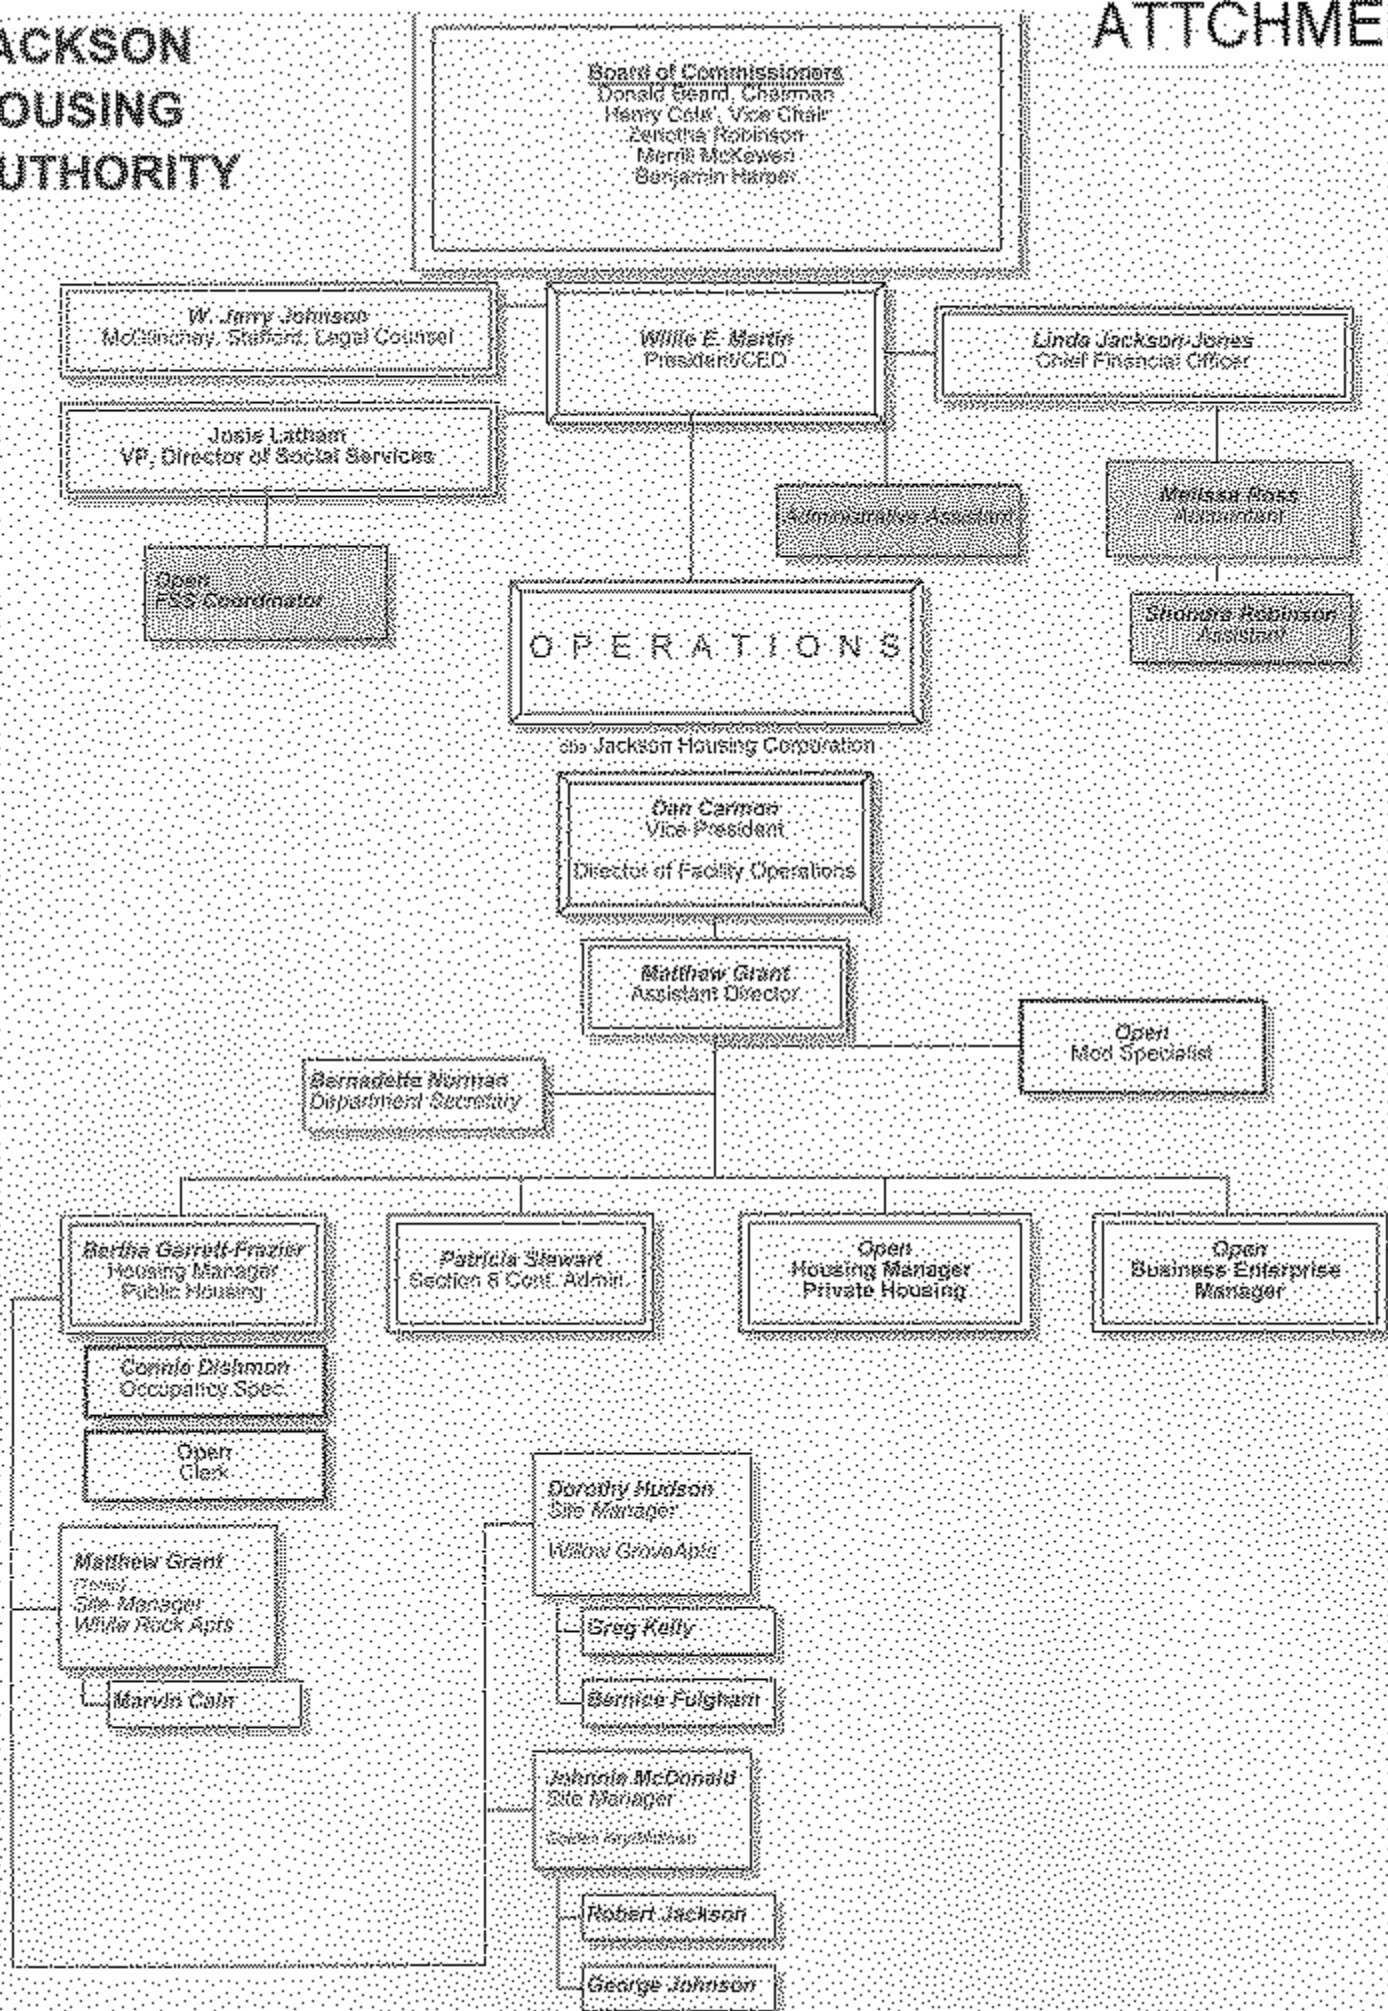 ACKSON
OUSING
UTHORITY
ATTCHME
Board of Commissioners
Donald Beard, Chairman
Henry Cote', Vice Chair
Zenotha Robinson
Merrill McKewen
Benjamin Harper
W. Jerry Johnson
McGlinchey, Stafford, Legal Counsel
Willie E. Martin
President/CEO
Linda Jackson-Jones
Chief Financial Officer
Josie Latham
VP, Director of Social Services
Administrative Assistant
Melissa Ross
Accountant
Open
FSS Coordinator
Shondra Robinson
Assistant
OPERATIONS
dba Jackson Housing Corporation
Dan Carmon
Vice President
Director of Facility Operations
Matthew Grant
Assistant Director
Open
Mod Specialist
Bernadette Norman
Department Secretary
Bertha Garrett-Frazier
Housing Manager
Public Housing
Patricia Stewart
Section 8 Cont. Admin.
Open
Housing Manager
Private Housing
Open
Business Enterprise
Manager
Connie Dishmon
Occupancy Spec.
Open
Clerk
Matthew Grant
(Temp)
Site Manager
White Rock Apts
Marvin Cain
Dorothy Hudson
Site Manager
Willow GroveApts
Greg Kelly
Bernice Fulgham
Johnnie McDonald
Site Manager
Golden
Robert Jackson
George Johnson